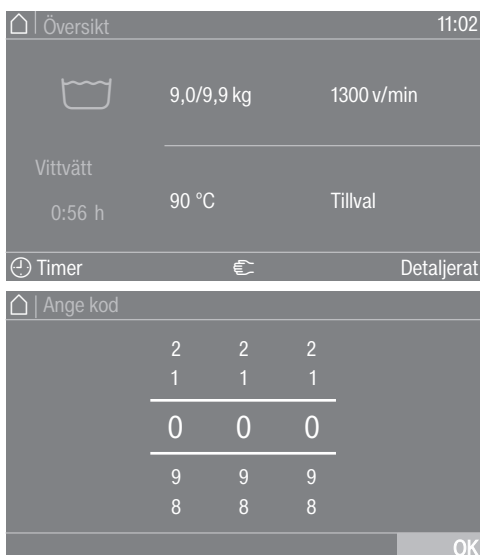 Översikt 11:02
9,0/9,9 kg 1300 v/min
Vittvätt
90 °C Tillval
0:56 h
Timer Detaljerat
Ange kod
2 2 2
1 1 1
0 0 0
9 9 9
8 8 8
OK